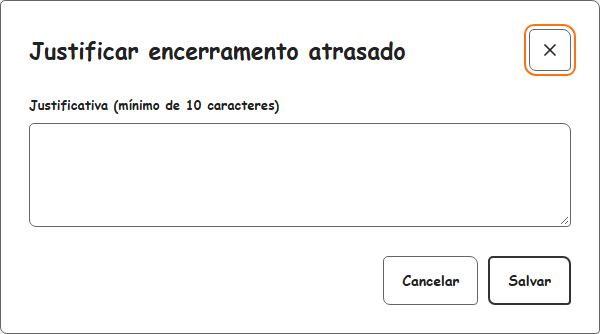 Justificar encerramento atrasado
Justificativa (mínimo de 10 caracteres)
Cancelar
Salvar